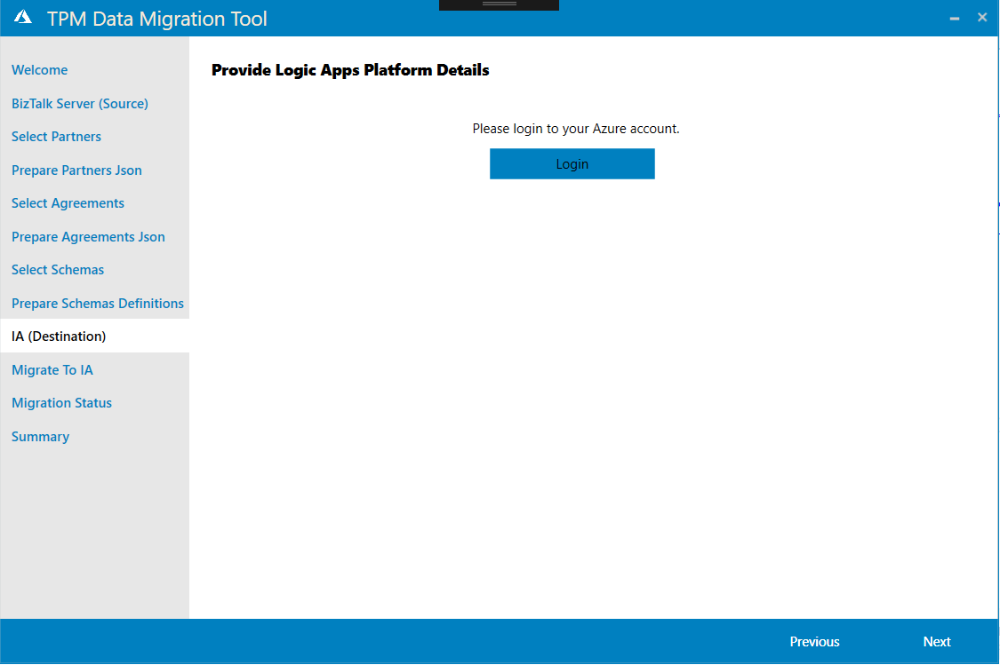 TPM Data Migration Tool
Welcome
BizTalk Server (Source)
Select Partners
Prepare Partners Json
Select Agreements
Prepare Agreements Json
Select Schemas
Prepare Schemas Definitions
IA (Destination)
Migrate To IA
Migration Status
Summary
Provide Logic Apps Platform Details
Please login to your Azure account.
Login
Previous
Next